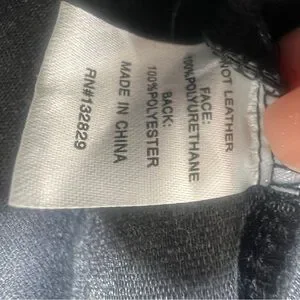 NOT LEATHER
FACE:
100%POLYURETHANE
BACK:
100%POLYESTER
MADE IN CHINA
RN#132829